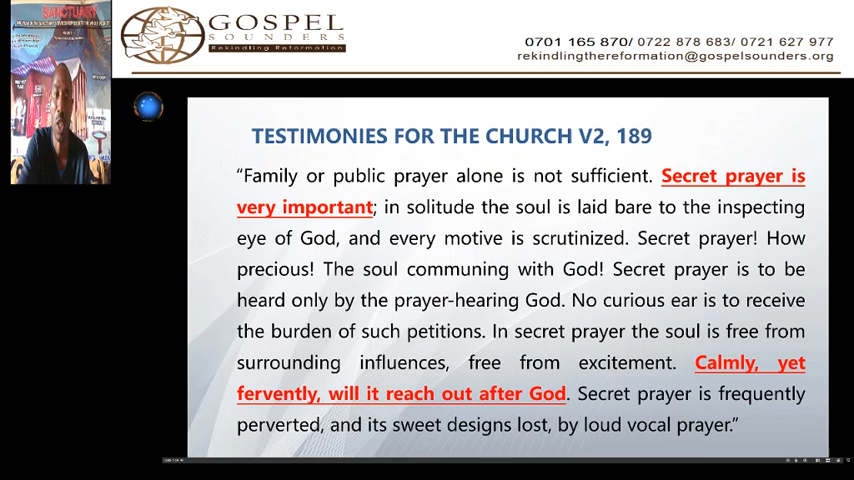 SANCTUARY
GOSPEL
SOUNDERS
Rekindling Reformation
0701 165 870/ 0722 878 683/ 0721 627 977
rekindlingthereformation@gospelsounders.org
TESTIMONIES FOR THE CHURCH V2, 189
“Family or public prayer alone is not sufficient. Secret prayer is
very important; in solitude the soul is laid bare to the inspecting
eye of God, and every motive is scrutinized. Secret prayer! How
precious! The soul communing with God! Secret prayer is to be
heard only by the prayer-hearing God. No curious ear is to receive
the burden of such petitions. In secret prayer the soul is free from
surrounding influences, free from excitement. Calmly, yet
fervently, will it reach out after God. Secret prayer is frequently
perverted, and its sweet designs lost, by loud vocal prayer.”